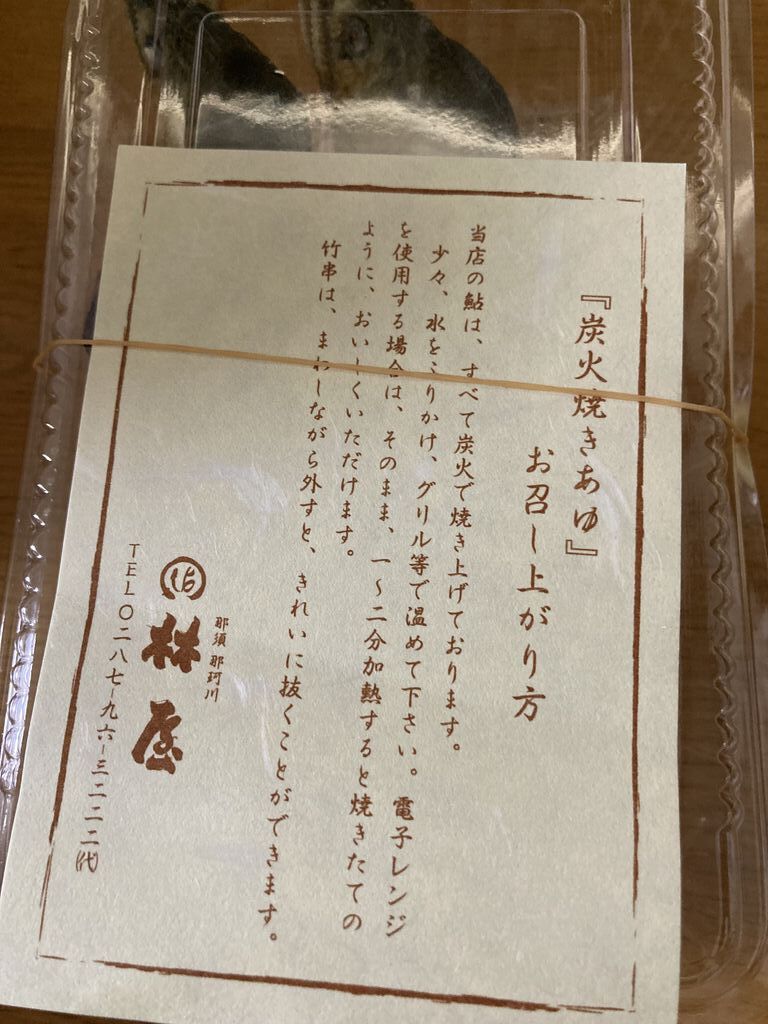 『炭火焼きあゆ』
お召し上がり方
当店の鮎は、すべて炭火で焼き上げております。
少々、水をふりかけ、グリル等で温めて下さい。電子レンジ
を使用する場合は、そのまま、一～二分加熱すると焼きたての
ように、おいしくいただけます。
竹串は、まわしながら外すと、きれいに抜くことができます。
那須 那珂川
林屋
TEL〇二八七-九六-三二二二代